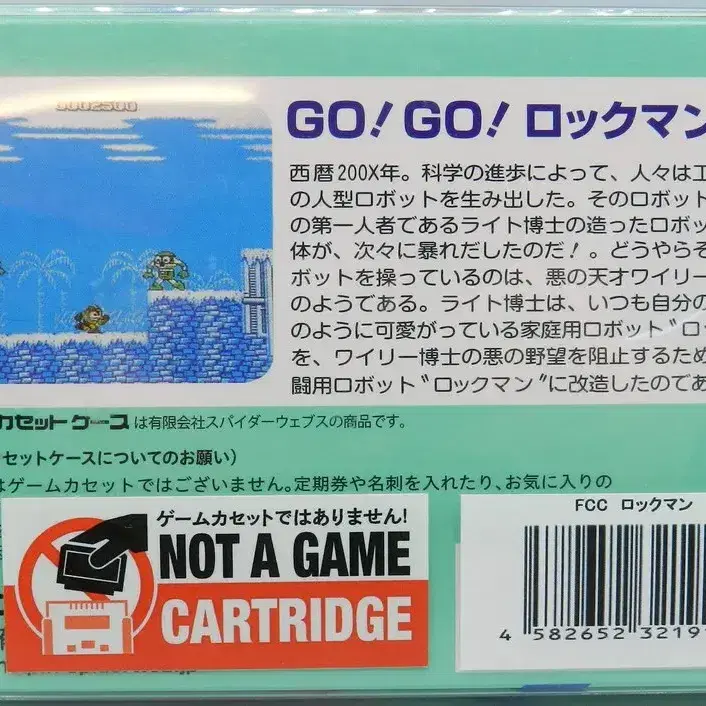 0002500
GO! GO! ロックマン
西暦200X年。科学の進歩によって、人々は工
の人型ロボットを生み出した。そのロボット
の第一人者であるライト博士の造ったロボッ
体が、次々に暴れだしたのだ！。どうやらそ
ボットを操っているのは、悪の天才ワイリー
のようである。ライト博士は、いつも自分の
のように可愛がっている家庭用ロボット“ロッ
を、ワイリー博士の悪の野望を阻止するため
闘用ロボット“ロックマン”に改造したのであ
カセットケースは有限会社スパイダーウェブスの商品です。
セットケースについてのお願い）
はゲームカセットではございません。定期券や名刺を入れたり、お気に入りの
ゲームカセットではありません!
NOT A GAME
CARTRIDGE
FCC ロックマン
4 582652 32191